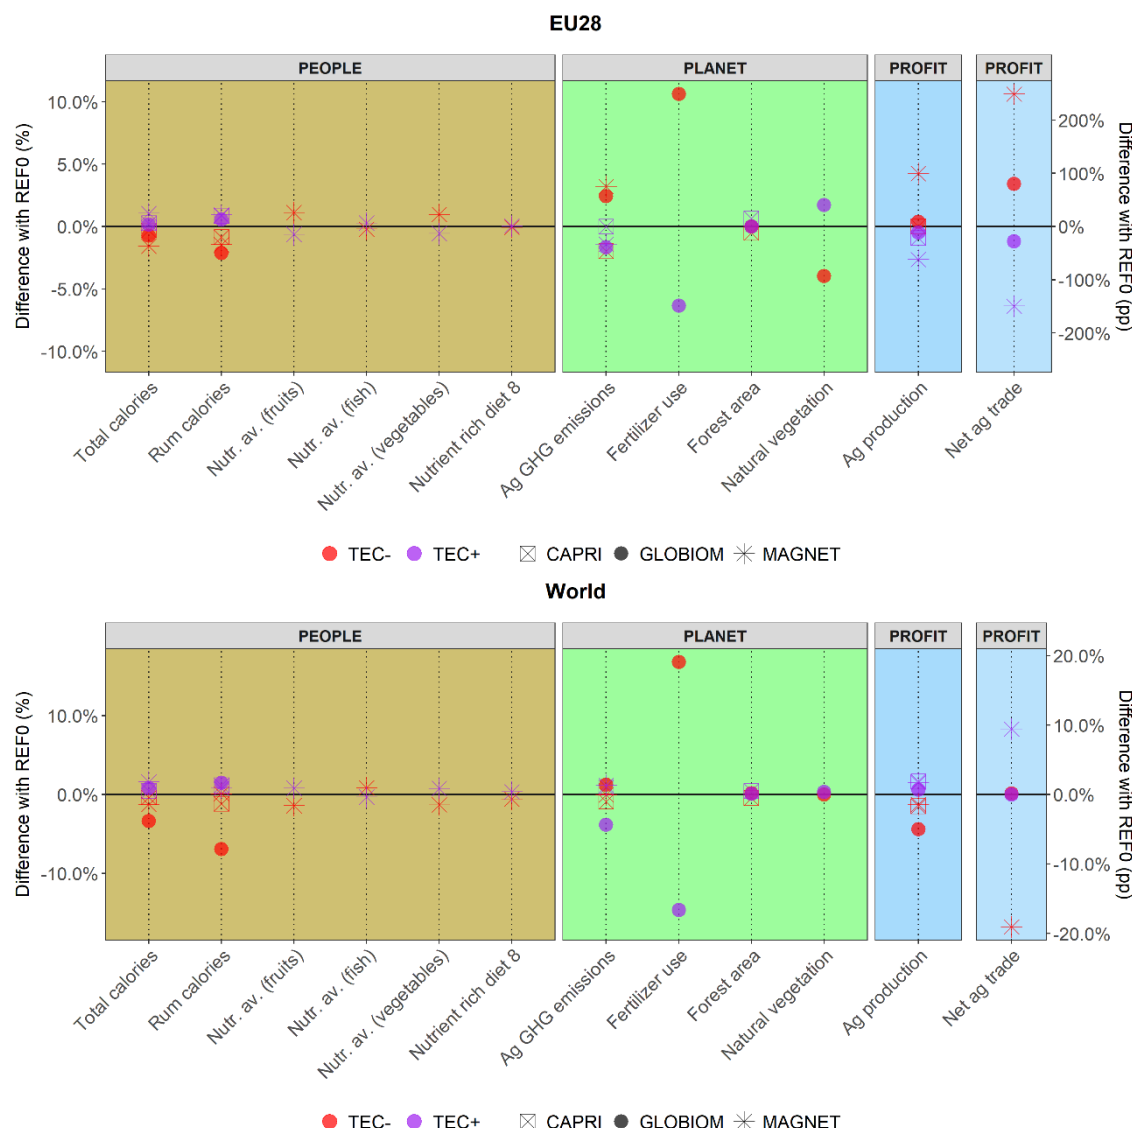 EU28
PEOPLE PLANET PROFIT PROFIT
Difference with REF0 (%)
10.0%
5.0%
0.0%
-5.0%
-10.0%
200%
100%
0%
-100%
-200%
Difference with REF0 (pp)
Total calories
Rum calories
Nutr. av. (fruits)
Nutr. av. (fish)
Nutr. av. (vegetables)
Nutrient rich diet 8
Ag GHG emissions
Fertilizer use
Forest area
Natural vegetation
Ag production
Net ag trade
TEC- TEC+ CAPRI GLOBIOM MAGNET
World
PEOPLE PLANET PROFIT PROFIT
Difference with REF0 (%)
10.0%
0.0%
-10.0%
20.0%
10.0%
0.0%
-10.0%
-20.0%
Difference with REF0 (pp)
Total calories
Rum calories
Nutr. av. (fruits)
Nutr. av. (fish)
Nutr. av. (vegetables)
Nutrient rich diet 8
Ag GHG emissions
Fertilizer use
Forest area
Natural vegetation
Ag production
Net ag trade
TEC- TEC+ CAPRI GLOBIOM MAGNET